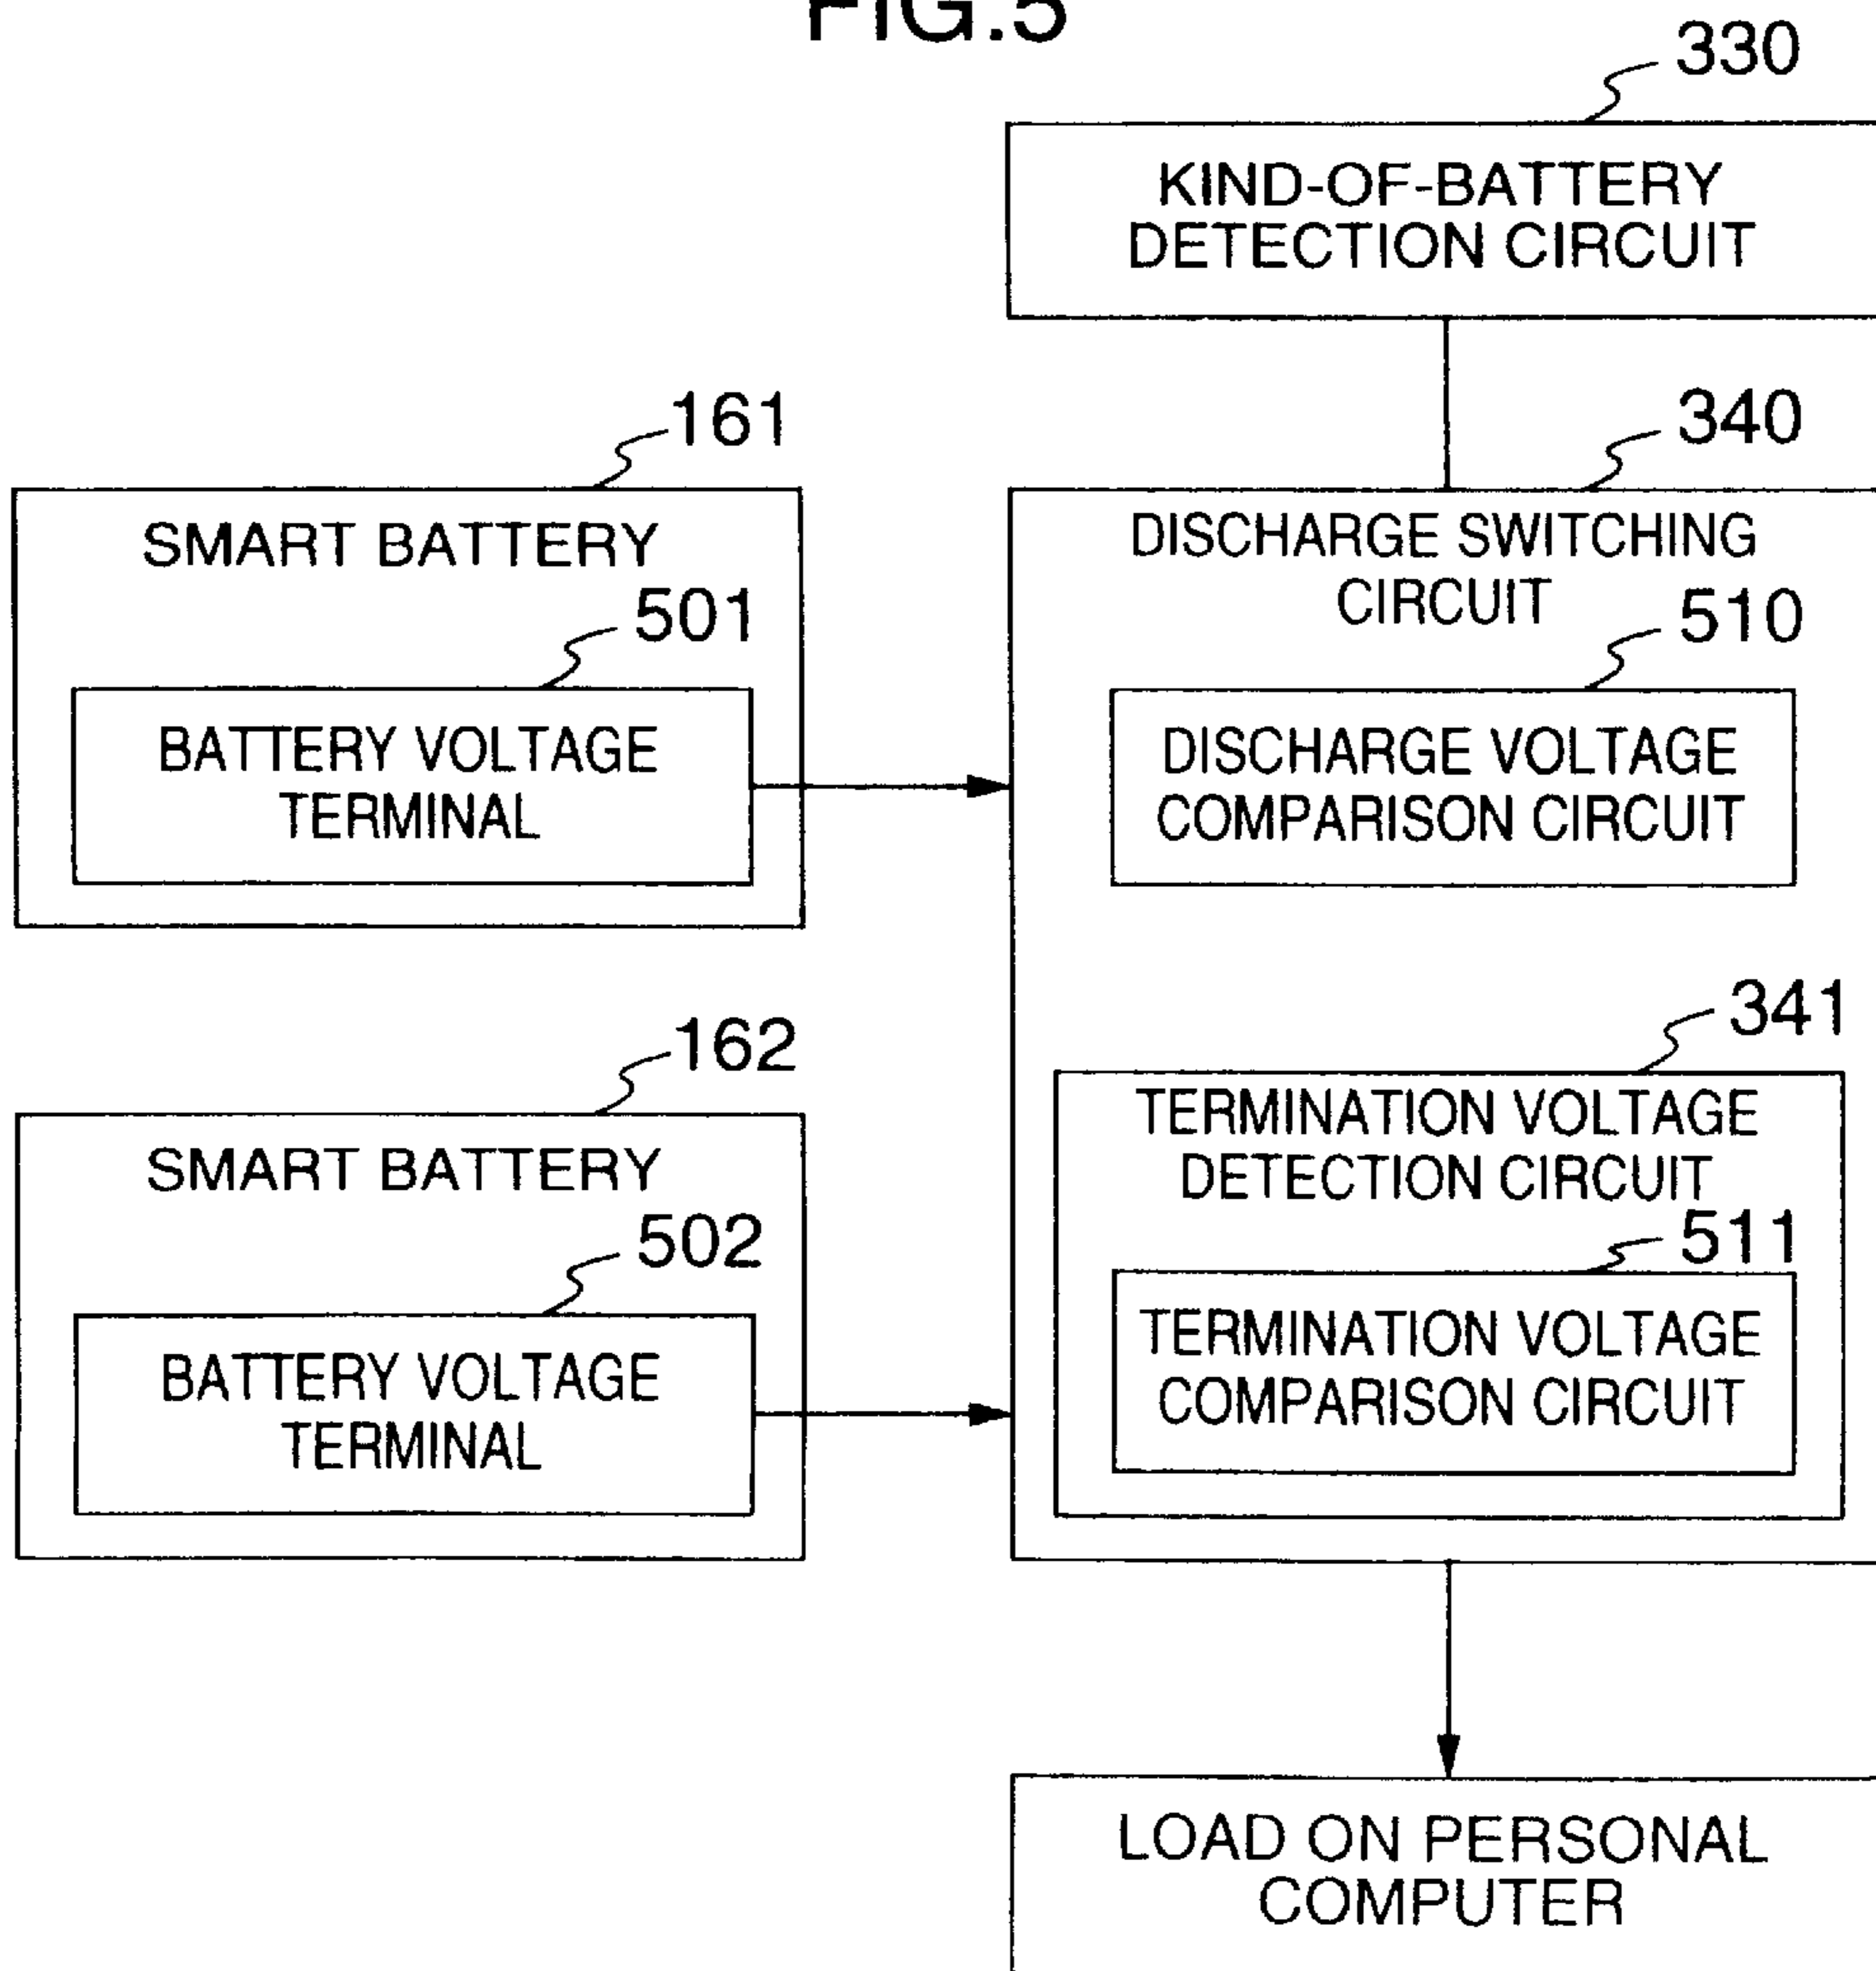 FIG.5
330
KIND-OF-BATTERY
DETECTION CIRCUIT
161
SMART BATTERY
501
BATTERY VOLTAGE
TERMINAL
340
DISCHARGE SWITCHING
CIRCUIT
510
DISCHARGE VOLTAGE
COMPARISON CIRCUIT
162
SMART BATTERY
502
BATTERY VOLTAGE
TERMINAL
341
TERMINATION VOLTAGE
DETECTION CIRCUIT
511
TERMINATION VOLTAGE
COMPARISON CIRCUIT
LOAD ON PERSONAL
COMPUTER